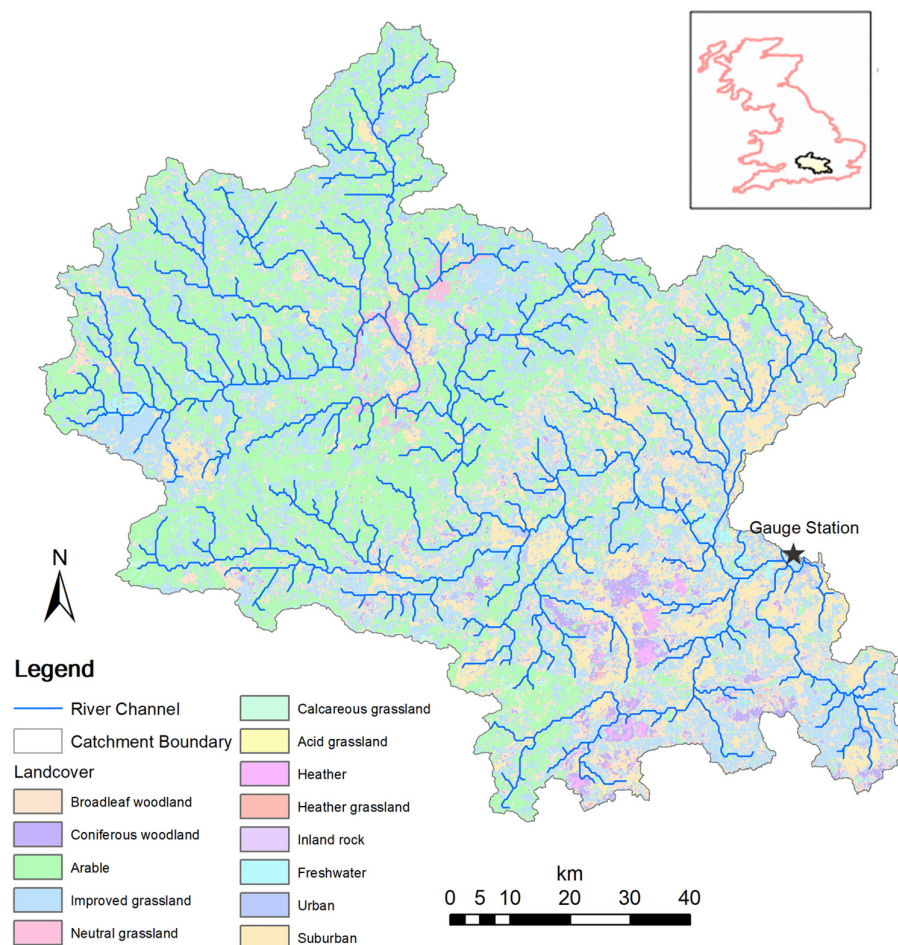 Gauge Station
N
Legend
River Channel
Catchment Boundary
Landcover
Broadleaf woodland
Coniferous woodland
Arable
Improved grassland
Neutral grassland
Calcareous grassland
Acid grassland
Heather
Heather grassland
Inland rock
Freshwater
Urban
Suburban
km
0 5 10 20 30 40